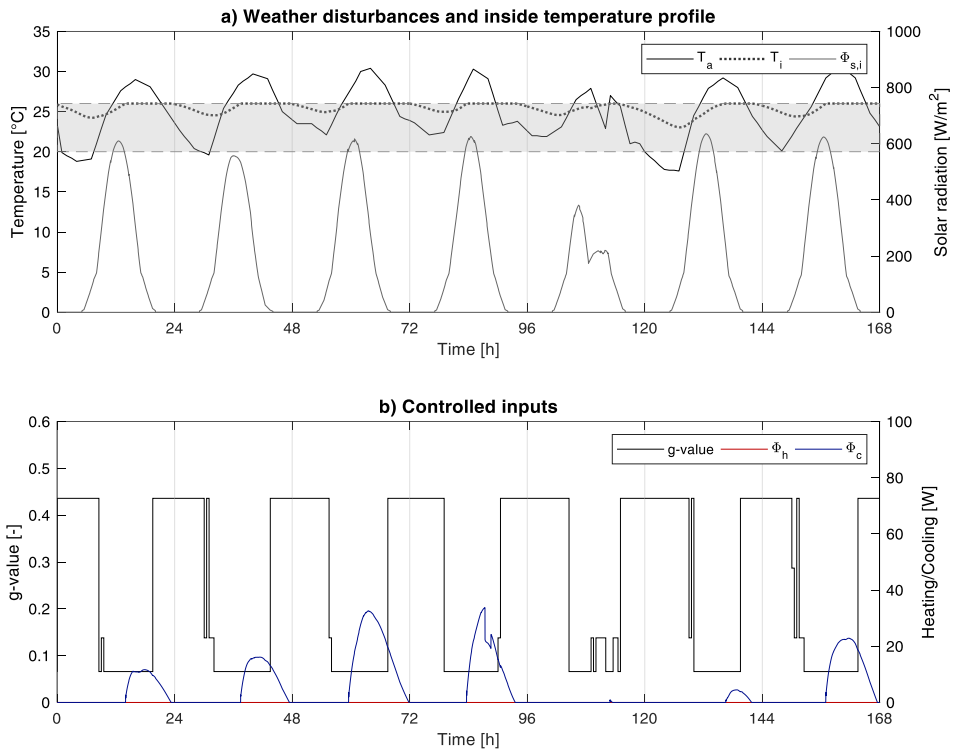 a) Weather disturbances and inside temperature profile
35
30
25
20
15
10
5
0
Temperature [°C]
1000
800
600
400
200
0
Solar radiation [W/m²]
Tₐ Tᵢ Φs,i
0 24 48 72 96 120 144 168
Time [h]
b) Controlled inputs
0.6
0.5
0.4
0.3
0.2
0.1
0
g-value [-]
100
80
60
40
20
0
Heating/Cooling [W]
g-value Φh Φc
0 24 48 72 96 120 144 168
Time [h]